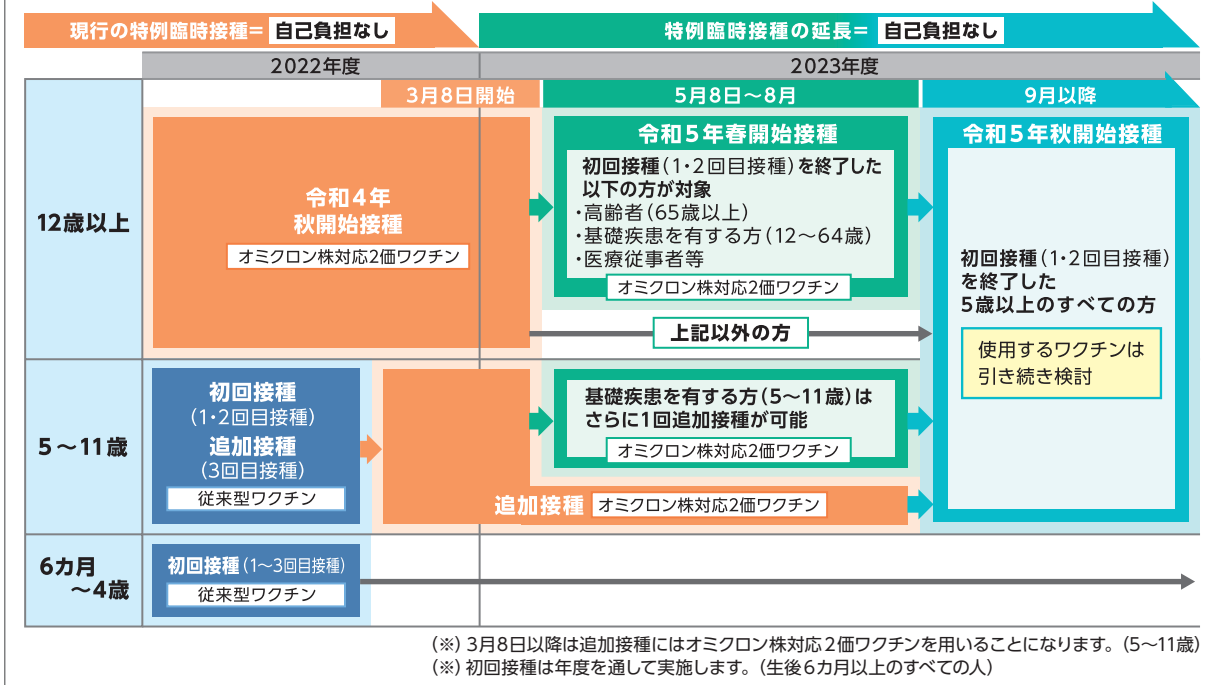 現行の特例臨時接種= 自己負担なし
特例臨時接種の延長= 自己負担なし
2022年度
2023年度
3月8日開始
5月8日～8月
9月以降
12歳以上
令和4年
秋開始接種
オミクロン株対応2価ワクチン
令和5年春開始接種
初回接種(1・2回目接種)を終了した
以下の方が対象
・高齢者(65歳以上)
・基礎疾患を有する方(12～64歳)
・医療従事者等
オミクロン株対応2価ワクチン
上記以外の方
令和5年秋開始接種
初回接種(1・2回目接種)
を終了した
5歳以上のすべての方
使用するワクチンは
引き続き検討
5～11歳
初回接種
(1・2回目接種)
追加接種
(3回目接種)
従来型ワクチン
基礎疾患を有する方(5～11歳)は
さらに1回追加接種が可能
オミクロン株対応2価ワクチン
追加接種 オミクロン株対応2価ワクチン
6カ月
～4歳
初回接種(1～3回目接種)
従来型ワクチン
(※)3月8日以降は追加接種にはオミクロン株対応2価ワクチンを用いることになります。(5～11歳)
(※)初回接種は年度を通して実施します。(生後6カ月以上のすべての人)